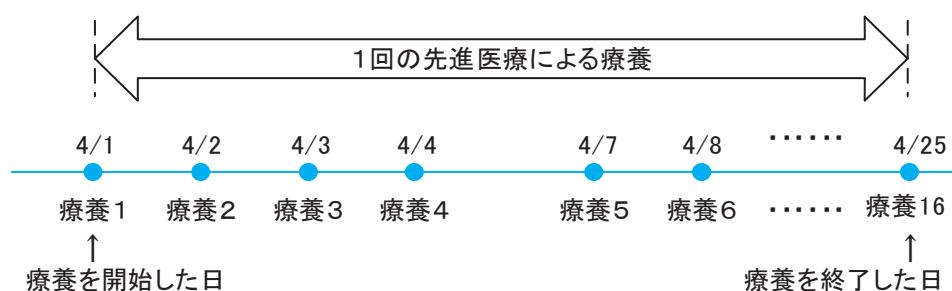 1回の先進医療による療養
4/1 4/2 4/3 4/4 4/7 4/8 …… 4/25
療養1 療養2 療養3 療養4 療養5 療養6 …… 療養16
↑ ↑
療養を開始した日 療養を終了した日